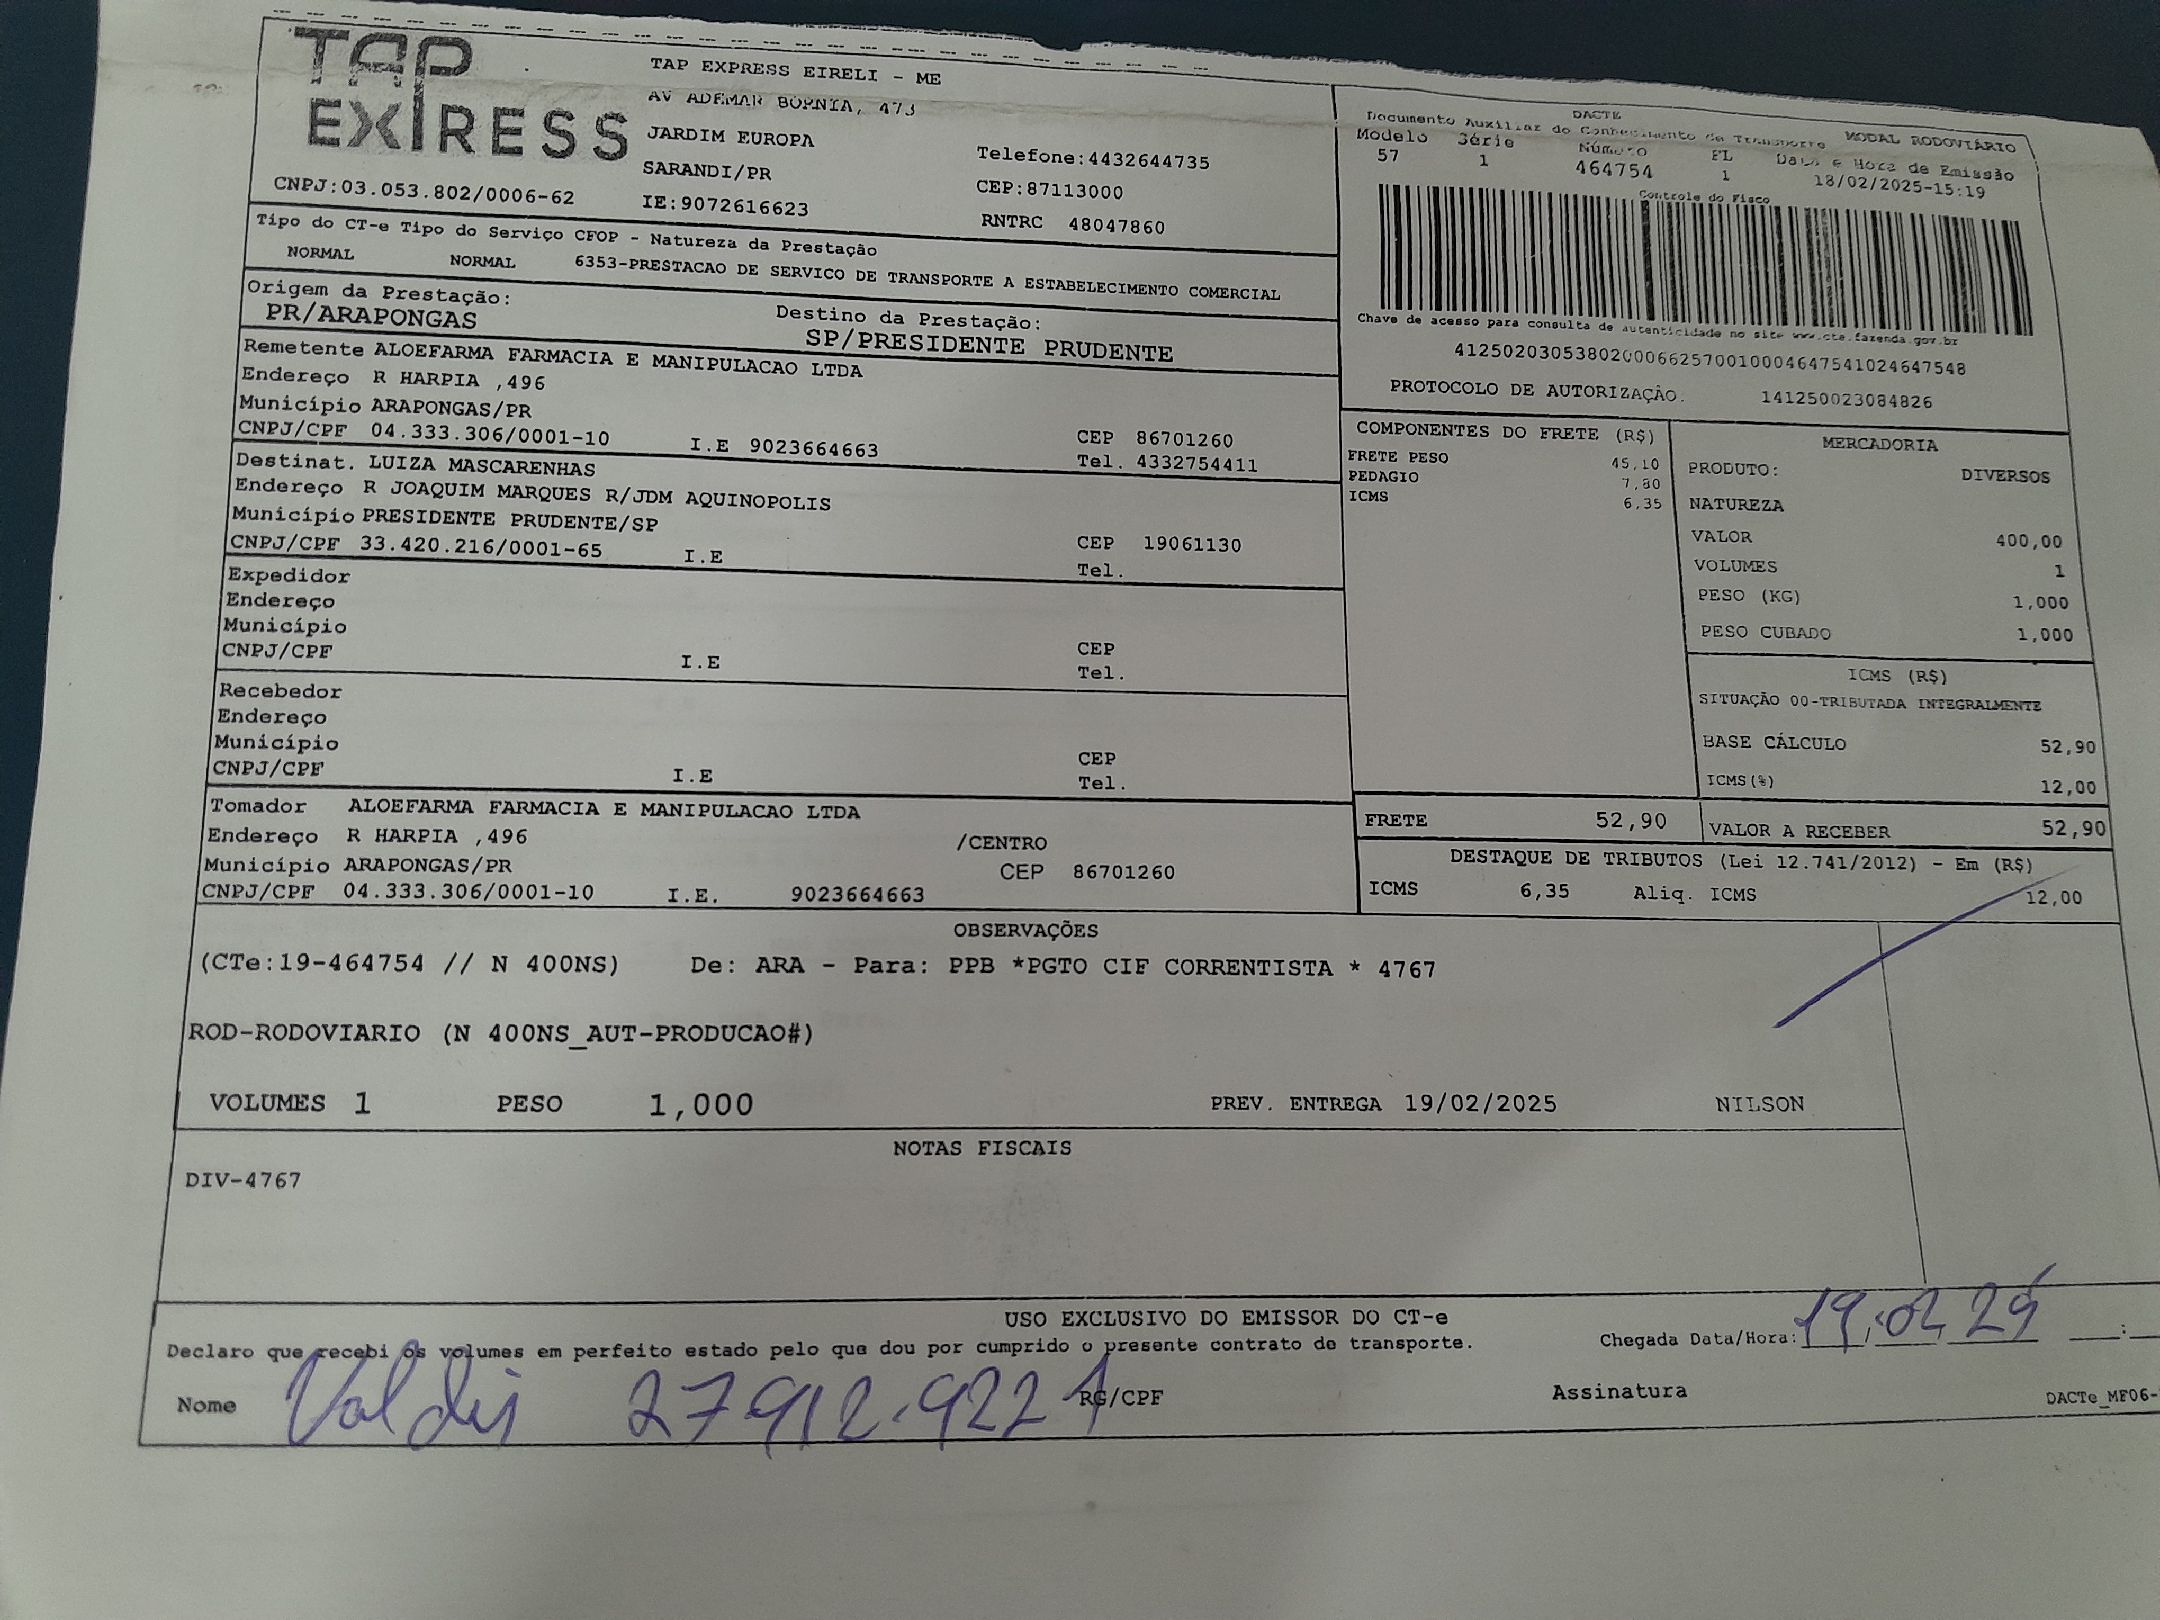 TAP
EXPRESS
TAP EXPRESS EIRELI - ME
AV ADEMAR BORNIA, 473
JARDIM EUROPA
SARANDI/PR
Telefone:4432644735
CEP:87113000
CNPJ:03.053.802/0006-62
IE:9072616623
RNTRC 48047860
DACTE
Documento Auxiliar do Conhecimento de Transporte
MODAL RODOVIÁRIO
Modelo Série Número FL Data e Hora de Emissão
57 1 464754 1 18/02/2025-15:19
Controle do Fisco
Chave de acesso para consulta de autenticidade no site www.cte.fazenda.gov.br
41250203053802000662570010004647541024647548
PROTOCOLO DE AUTORIZAÇÃO. 141250023084826
Tipo do CT-e Tipo do Serviço CFOP - Natureza da Prestação
NORMAL NORMAL 6353-PRESTACAO DE SERVICO DE TRANSPORTE A ESTABELECIMENTO COMERCIAL
Origem da Prestação:
PR/ARAPONGAS
Destino da Prestação:
SP/PRESIDENTE PRUDENTE
Remetente ALOEFARMA FARMACIA E MANIPULACAO LTDA
Endereço R HARPIA ,496
Município ARAPONGAS/PR
CEP 86701260
CNPJ/CPF 04.333.306/0001-10 I.E 9023664663
Tel. 4332754411
Destinat. LUIZA MASCARENHAS
Endereço R JOAQUIM MARQUES R/JDM AQUINOPOLIS
Município PRESIDENTE PRUDENTE/SP
CEP 19061130
CNPJ/CPF 33.420.216/0001-65 I.E
Tel.
Expedidor
Endereço
Município
CEP
CNPJ/CPF I.E
Tel.
Recebedor
Endereço
Município
CEP
CNPJ/CPF I.E
Tel.
Tomador ALOEFARMA FARMACIA E MANIPULACAO LTDA
Endereço R HARPIA ,496 /CENTRO
Município ARAPONGAS/PR CEP 86701260
CNPJ/CPF 04.333.306/0001-10 I.E. 9023664663
COMPONENTES DO FRETE (R$)
FRETE PESO 45,10
PEDAGIO 7,80
ICMS 6,35
MERCADORIA
PRODUTO: DIVERSOS
NATUREZA
VALOR 400,00
VOLUMES 1
PESO (KG) 1,000
PESO CUBADO 1,000
ICMS (R$)
SITUAÇÃO 00-TRIBUTADA INTEGRALMENTE
BASE CÁLCULO 52,90
ICMS(%) 12,00
FRETE 52,90
VALOR A RECEBER 52,90
DESTAQUE DE TRIBUTOS (Lei 12.741/2012) - Em (R$)
ICMS 6,35 Aliq. ICMS 12,00
OBSERVAÇÕES
(CTe:19-464754 // N 400NS) De: ARA - Para: PPB *PGTO CIF CORRENTISTA * 4767
ROD-RODOVIARIO (N 400NS_AUT-PRODUCAO#)
VOLUMES 1 PESO 1,000 PREV. ENTREGA 19/02/2025 NILSON
NOTAS FISCAIS
DIV-4767
USO EXCLUSIVO DO EMISSOR DO CT-e
Declaro que recebi os volumes em perfeito estado pelo que dou por cumprido o presente contrato de transporte.
Chegada Data/Hora: 19.02 25 :
Nome Valdir 27912.9221 RG/CPF Assinatura
DACTe_MF06-